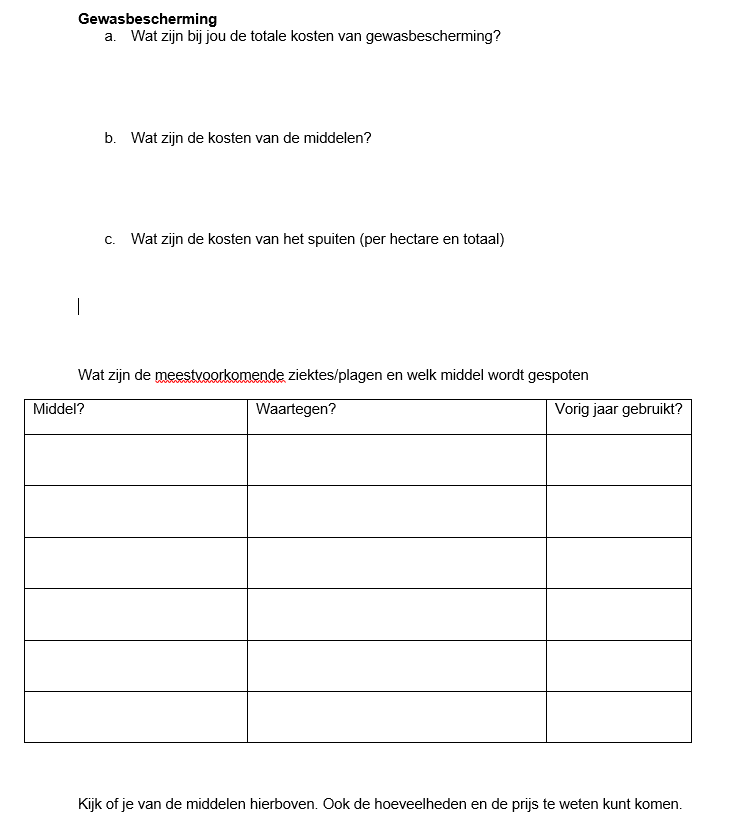 Gewasbescherming
a. Wat zijn bij jou de totale kosten van gewasbescherming?
b. Wat zijn de kosten van de middelen?
c. Wat zijn de kosten van het spuiten (per hectare en totaal)
Wat zijn de meestvoorkomende ziektes/plagen en welk middel wordt gespoten
Middel? Waartegen? Vorig jaar gebruikt?
Kijk of je van de middelen hierboven. Ook de hoeveelheden en de prijs te weten kunt komen.